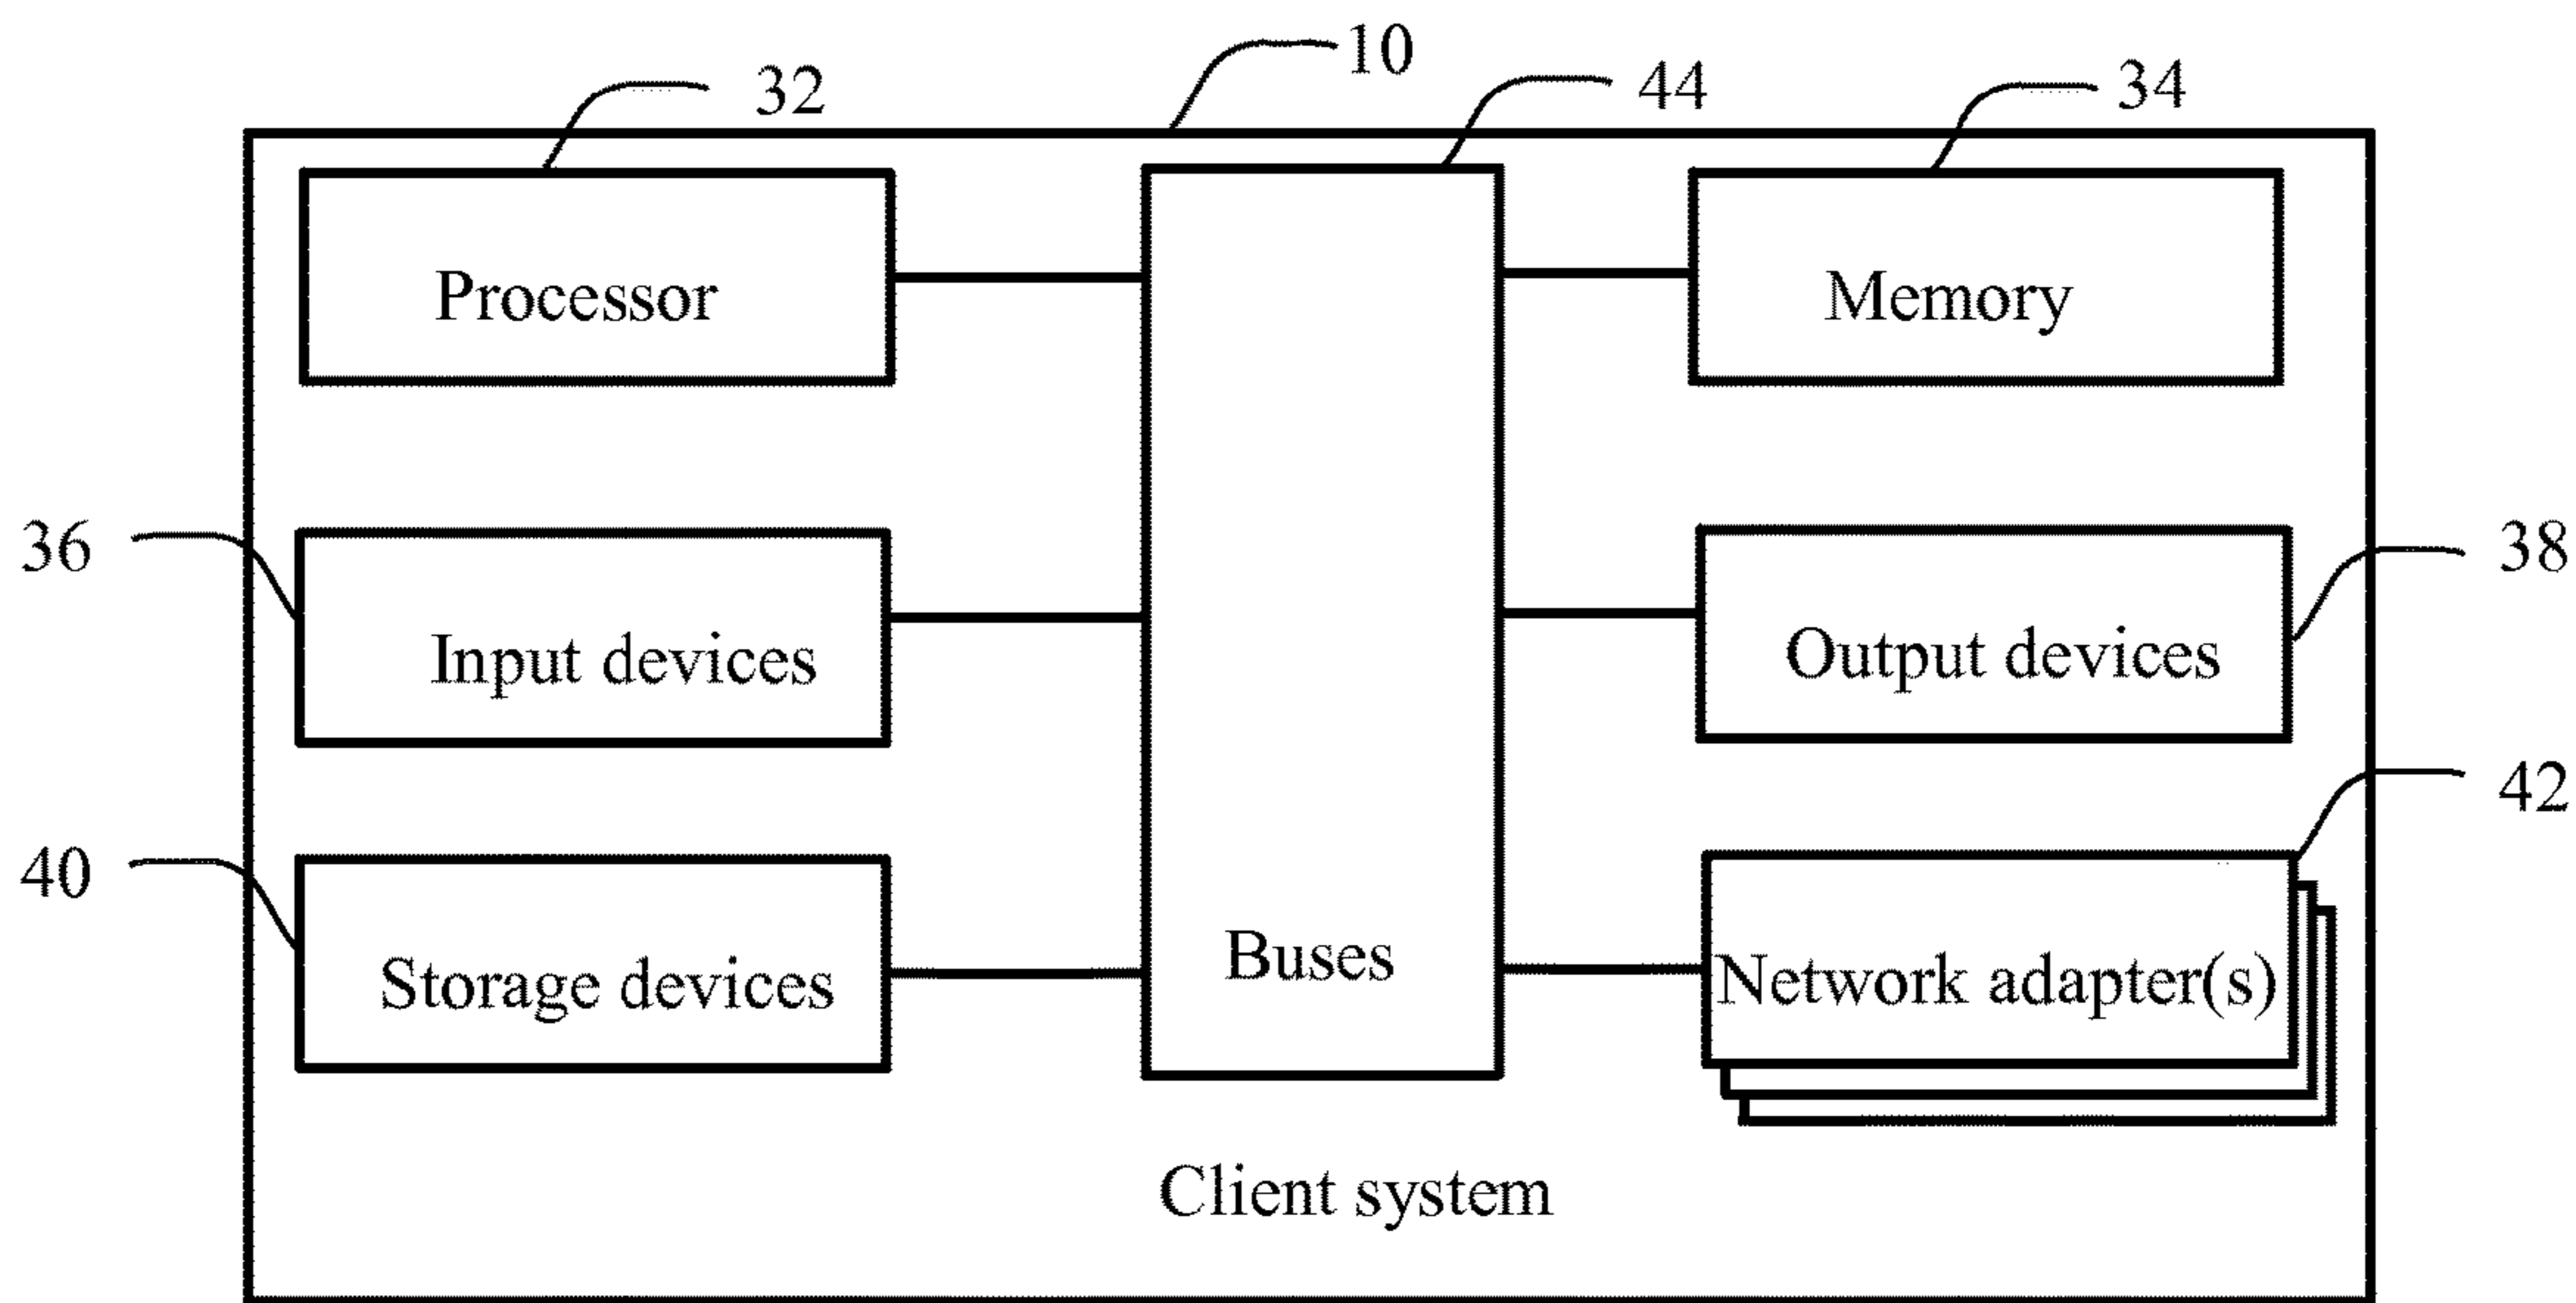 10
32
44
34
Processor
Memory
36
38
Input devices
Output devices
42
40
Buses
Storage devices
Network adapter(s)
Client system